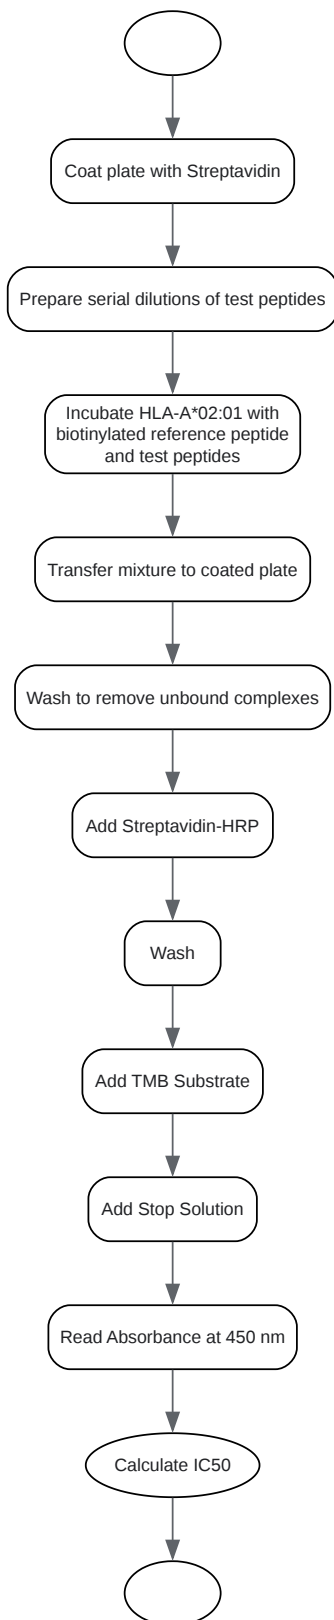 Coat plate with Streptavidin
Prepare serial dilutions of test peptides
Incubate HLA-A*02:01 with
biotinylated reference peptide
and test peptides
Transfer mixture to coated plate
Wash to remove unbound complexes
Add Streptavidin-HRP
Wash
Add TMB Substrate
Add Stop Solution
Read Absorbance at 450 nm
Calculate IC50